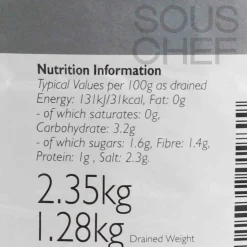 SOUS
CHEF
Nutrition Information
Typical Values per 100g as drained
Energy: 131kJ/31kcal, Fat: 0g
- of which saturates: 0g,
Carbohydrate: 3.2g
- of which sugars: 1.6g, Fibre: 1.4g,
Protein: 1g , Salt: 2.3g.
2.35kg
1.28kg Drained Weight